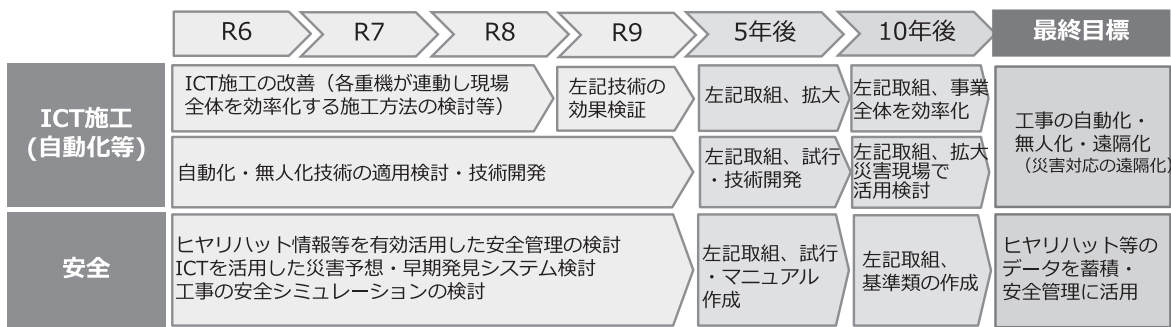 R6
R7
R8
R9
5年後
10年後
最終目標
ICT施工
(自動化等)
ICT施工の改善（各重機が連動し現場
全体を効率化する施工方法の検討等）
左記技術の
効果検証
左記取組、拡大
左記取組、事業
全体を効率化
自動化・無人化技術の適用検討・技術開発
左記取組、試行
・技術開発
左記取組、拡大
災害現場で
活用検討
工事の自動化・
無人化・遠隔化
（災害対応の遠隔化）
安全
ヒヤリハット情報等を有効活用した安全管理の検討
ICTを活用した災害予想・早期発見システム検討
工事の安全シミュレーションの検討
左記取組、試行
・マニュアル
作成
左記取組、
基準類の作成
ヒヤリハット等の
データを蓄積・
安全管理に活用